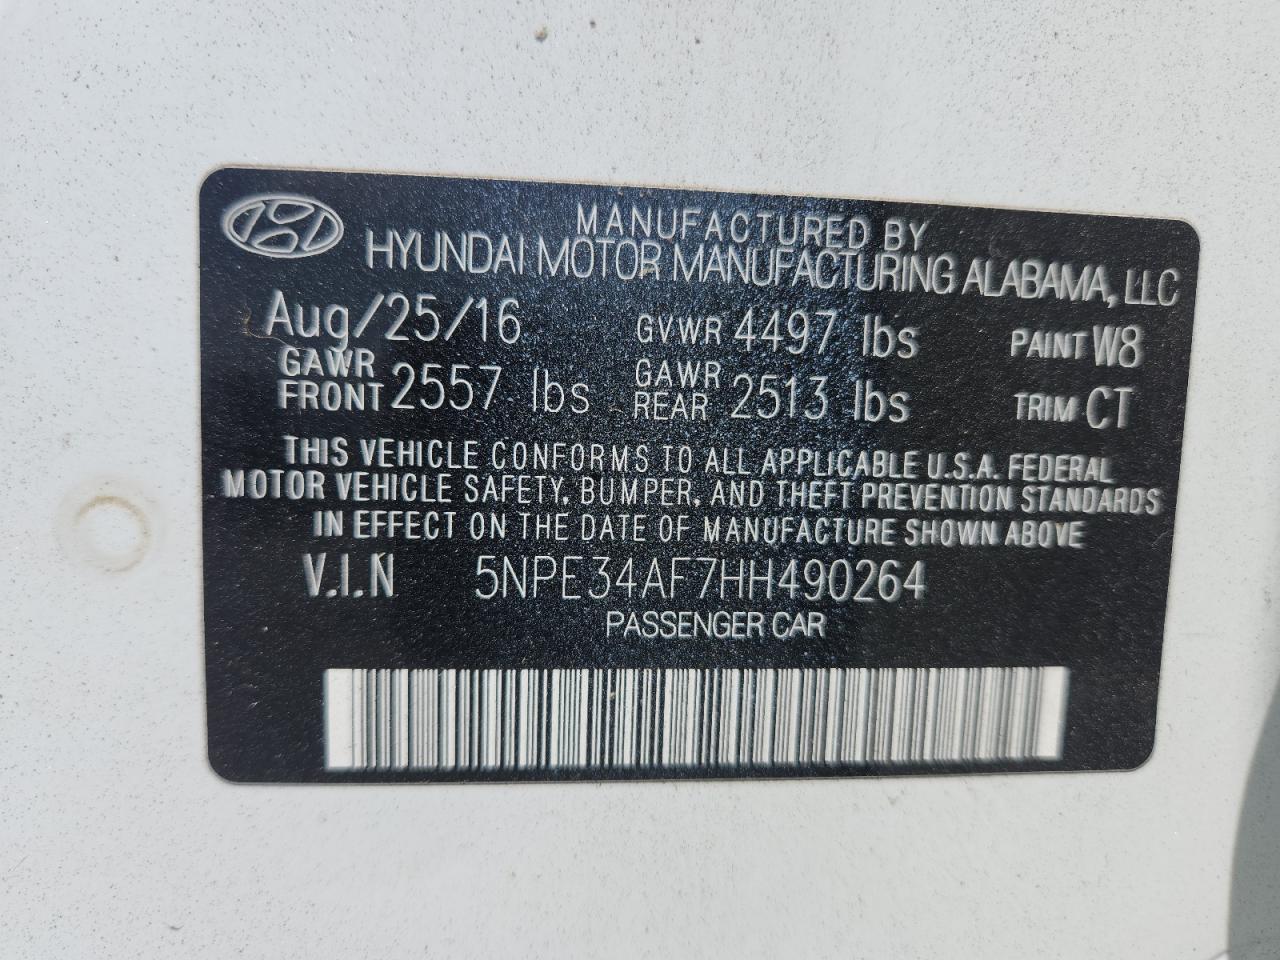 MANUFACTURED BY
HYUNDAI MOTOR MANUFACTURING ALABAMA, LLC
Aug/25/16 GVWR 4497 lbs PAINT W8
GAWR FRONT 2557 lbs GAWR REAR 2513 lbs TRIM CT
THIS VEHICLE CONFORMS TO ALL APPLICABLE U.S.A. FEDERAL
MOTOR VEHICLE SAFETY, BUMPER, AND THEFT PREVENTION STANDARDS
IN EFFECT ON THE DATE OF MANUFACTURE SHOWN ABOVE
V.I.N 5NPE34AF7HH490264
PASSENGER CAR